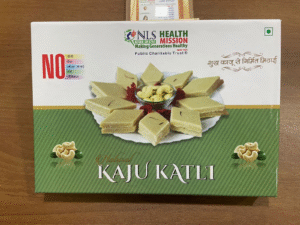 NLS HEALTH
MISSION
Making Generations Healthy
Public Charitable Trust
NO
शुद्ध काजू से निर्मित मिठाई
KAJU KATLI